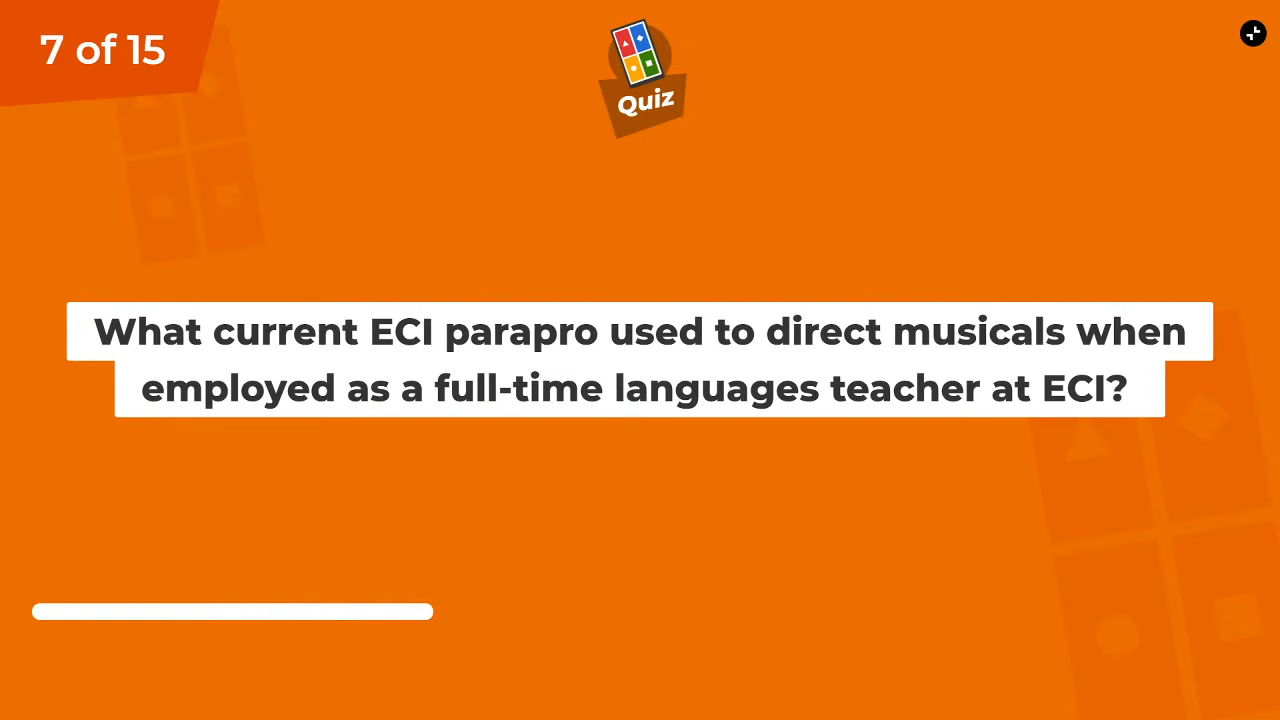 7 of 15
Quiz
What current ECI parapro used to direct musicals when
employed as a full-time languages teacher at ECI?